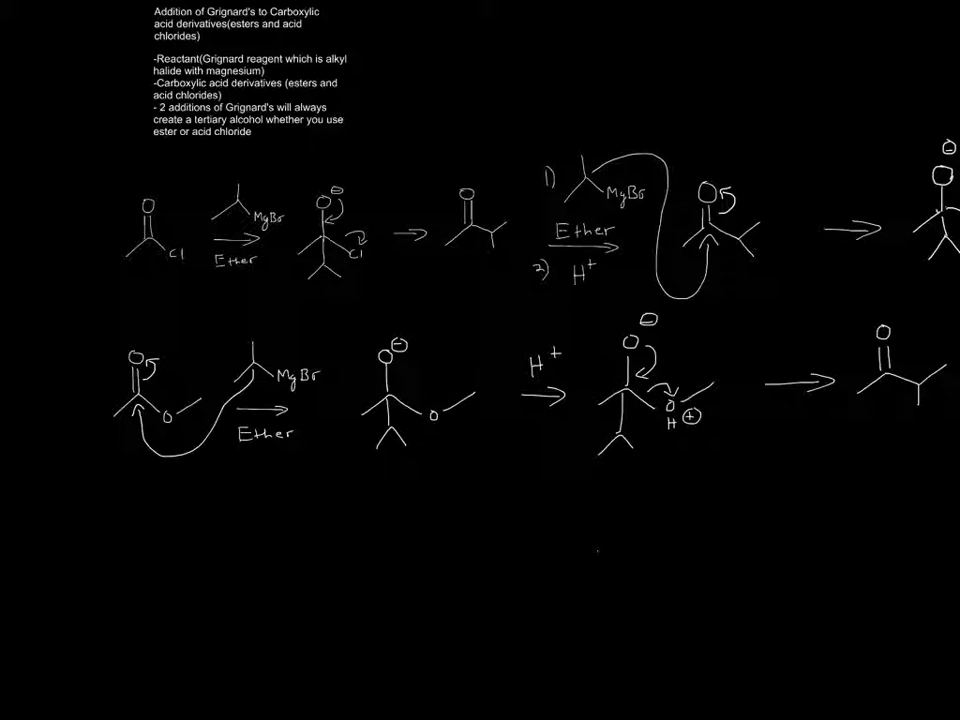 Addition of Grignard's to Carboxylic
acid derivatives(esters and acid
chlorides)
-Reactant(Grignard reagent which is alkyl
halide with magnesium)
-Carboxylic acid derivatives (esters and
acid chlorides)
- 2 additions of Grignard's will always
create a tertiary alcohol whether you use
ester or acid chloride
O Cl
MgBr
Ether
O ⊖ Cl
O
1) MgBr
Ether
2) H+
O
⊖ O
O O
MgBr
Ether
O ⊖ O
H+
⊖ O O H ⊕
O